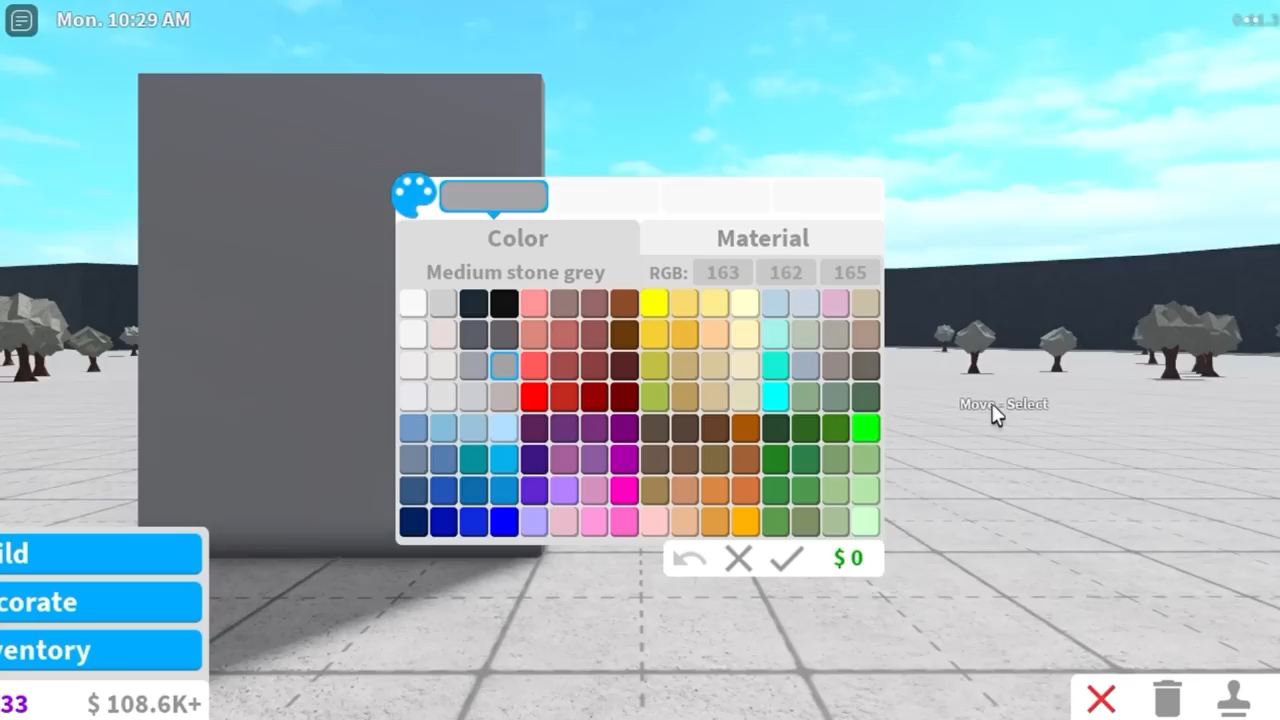 Mon. 10:29 AM
Color
Material
Medium stone grey
RGB: 163 162 165
Move - Select
$ 0
ild
corate
ventory
33
$ 108.6K+